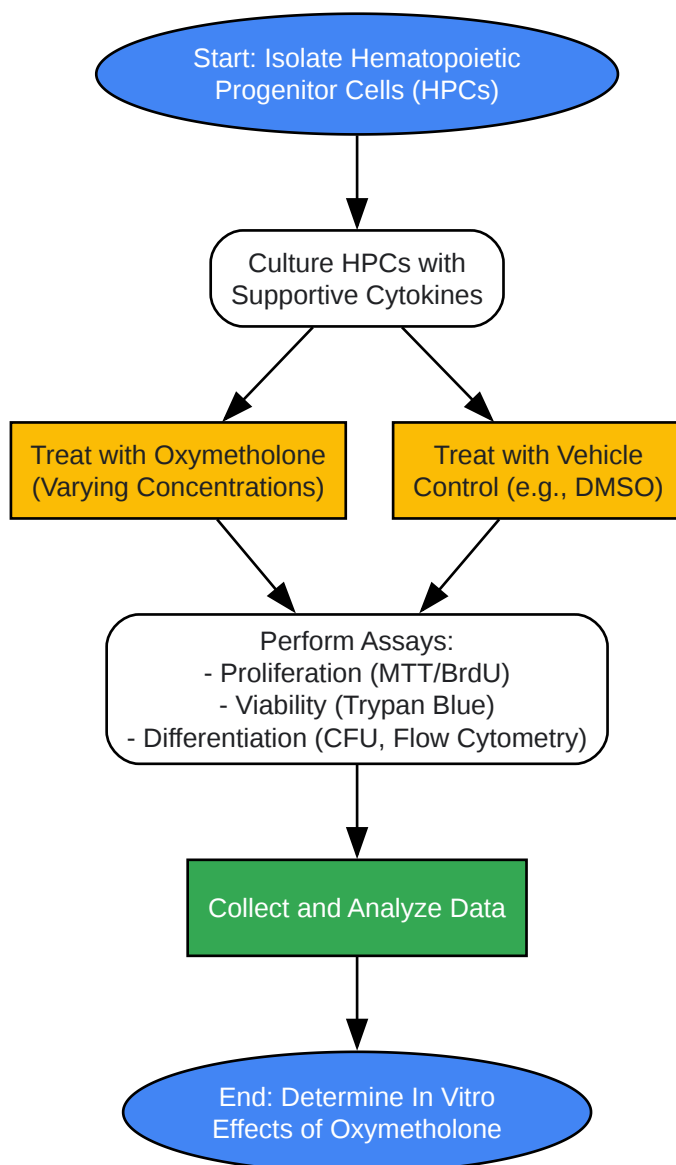 Start: Isolate Hematopoietic
Progenitor Cells (HPCs)
Culture HPCs with
Supportive Cytokines
Treat with Oxymetholone
(Varying Concentrations)
Treat with Vehicle
Control (e.g., DMSO)
Perform Assays:
- Proliferation (MTT/BrdU)
- Viability (Trypan Blue)
- Differentiation (CFU, Flow Cytometry)
Collect and Analyze Data
End: Determine In Vitro
Effects of Oxymetholone